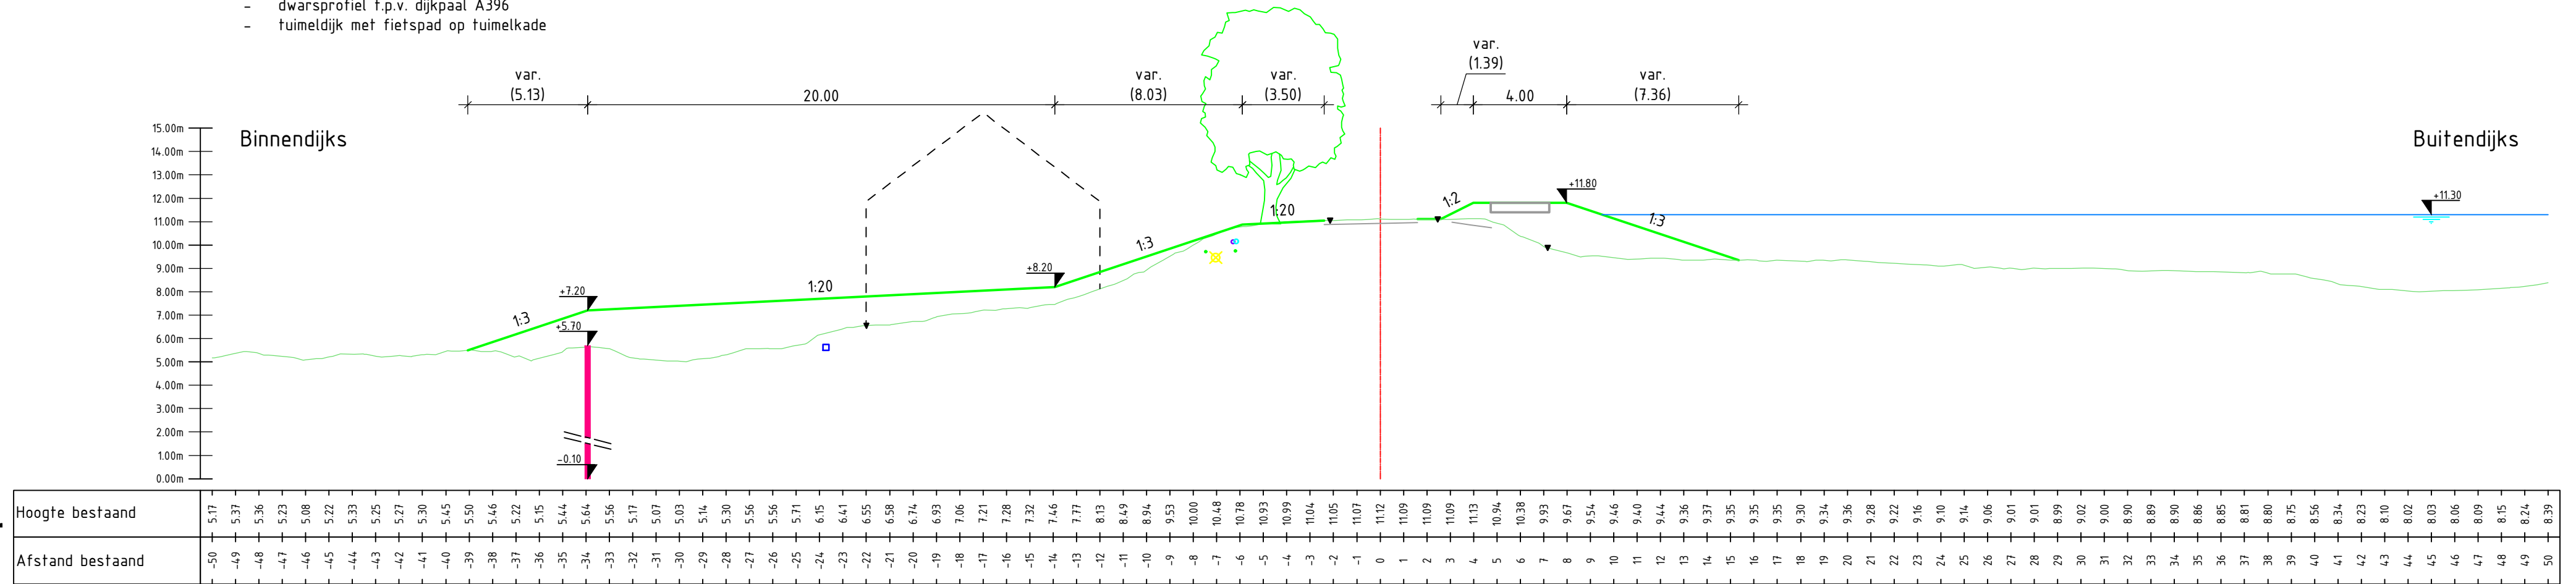 - dwarsprofiel t.p.v. dijkpaal A396
- tuimeldijk met fietspad op tuimelkade
var.
(5.13)
20.00
var.
(8.03)
var.
(3.50)
var.
(1.39)
4.00
var.
(7.36)
Binnendijks
Buitendijks
15.00m
14.00m
13.00m
12.00m
11.00m
10.00m
9.00m
8.00m
7.00m
6.00m
5.00m
4.00m
3.00m
2.00m
1.00m
0.00m
1:3
+7.20
+5.70
-0.10
1:20
+8.20
1:3
1:20
1:2
+11.80
1:3
+11.30
Hoogte bestaand 5.17 5.37 5.36 5.23 5.08 5.22 5.33 5.25 5.27 5.30 5.45 5.50 5.46 5.22 5.15 5.44 5.64 5.56 5.17 5.07 5.03 5.14 5.30 5.56 5.56 5.71 6.15 6.41 6.55 6.58 6.74 6.93 7.06 7.21 7.28 7.32 7.46 7.77 8.13 8.49 8.94 9.53 10.00 10.48 10.78 10.93 10.99 11.04 11.05 11.07 11.12 11.09 11.09 11.09 11.13 10.94 10.38 9.93 9.67 9.54 9.46 9.40 9.44 9.36 9.37 9.35 9.35 9.35 9.30 9.34 9.36 9.28 9.22 9.16 9.10 9.14 9.06 9.01 9.01 8.99 9.02 9.00 8.90 8.89 8.90 8.86 8.85 8.81 8.80 8.75 8.56 8.34 8.23 8.10 8.03 8.06 8.09 8.15 8.24 8.39
Afstand bestaand -50 -49 -48 -47 -46 -45 -44 -43 -42 -41 -40 -39 -38 -37 -36 -35 -34 -33 -32 -31 -30 -29 -28 -27 -26 -25 -24 -23 -22 -21 -20 -19 -18 -17 -16 -15 -14 -13 -12 -11 -10 -9 -8 -7 -6 -5 -4 -3 -2 -1 0 1 2 3 4 5 6 7 8 9 10 11 12 13 14 15 16 17 18 19 20 21 22 23 24 25 26 27 28 29 30 31 32 33 34 35 36 37 38 39 40 41 42 43 44 45 46 47 48 49 50